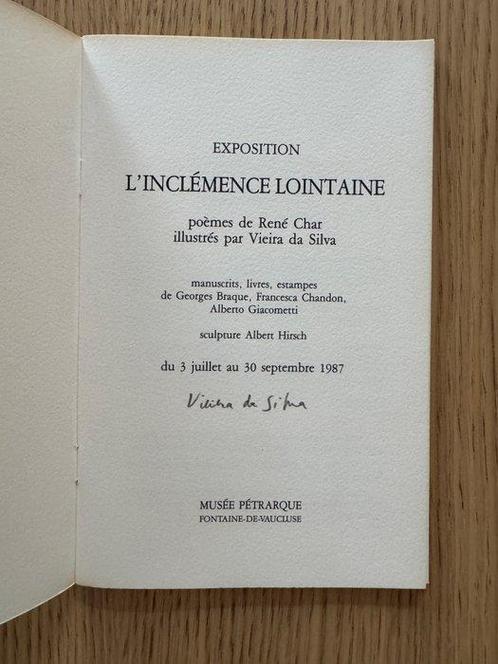 EXPOSITION
L'INCLÉMENCE LOINTAINE
poèmes de René Char
illustrés par Vieira da Silva
manuscrits, livres, estampes
de Georges Braque, Francesca Chandon,
Alberto Giacometti
sculpture Albert Hirsch
du 3 juillet au 30 septembre 1987
Vieira da Silva
MUSÉE PÉTRARQUE
FONTAINE-DE-VAUCLUSE